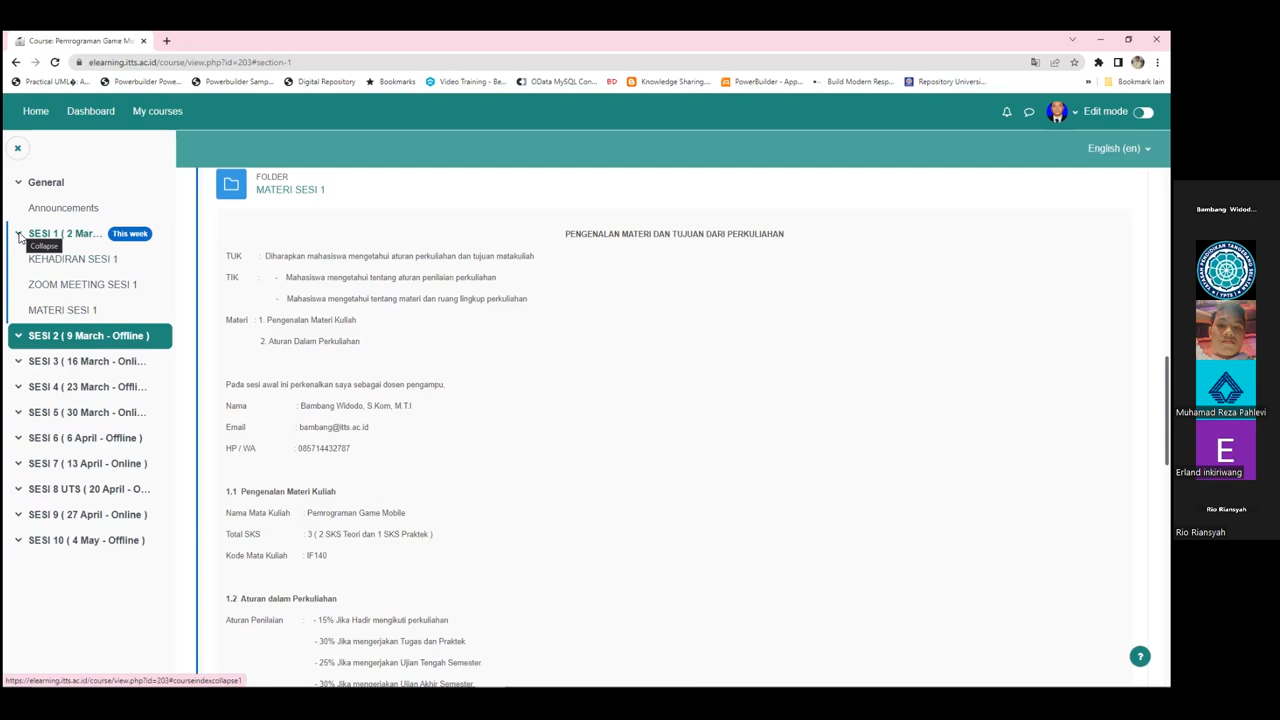 Course: Pemrograman Game Mo
elearning.itts.ac.id/course/view.php?id=203#section-1
Practical UML
Powerbuilder Powe...
Powerbuilder Samp...
Digital Repository
Bookmarks
Video Training - Be...
OData MySQL Con...
BD
Knowledge Sharing....
PowerBuilder - App...
Build Modern Resp...
Repository Universi...
»
Bookmark lain
Home
Dashboard
My courses
Edit mode
English (en)
General
Announcements
SESI 1 ( 2 Mar...
This week
Collapse
KEHADIRAN SESI 1
ZOOM MEETING SESI 1
MATERI SESI 1
SESI 2 ( 9 March - Offline )
SESI 3 ( 16 March - Onli...
SESI 4 ( 23 March - Offli...
SESI 5 ( 30 March - Onli...
SESI 6 ( 6 April - Offline )
SESI 7 ( 13 April - Online )
SESI 8 UTS ( 20 April - O...
SESI 9 ( 27 April - Online )
SESI 10 ( 4 May - Offline )
FOLDER
MATERI SESI 1
PENGENALAN MATERI DAN TUJUAN DARI PERKULIAHAN
TUK : Diharapkan mahasiswa mengetahui aturan perkuliahan dan tujuan matakuliah
TIK : - Mahasiswa mengetahui tentang aturan penilaian perkuliahan
- Mahasiswa mengetahui tentang materi dan ruang lingkup perkuliahan
Materi : 1. Pengenalan Materi Kuliah
2. Aturan Dalam Perkuliahan
Pada sesi awal ini perkenalkan saya sebagai dosen pengampu,
Nama : Bambang Widodo, S.Kom, M.T.I
Email : bambang@itts.ac.id
HP / WA : 085714432787
1.1 Pengenalan Materi Kuliah
Nama Mata Kuliah : Pemrograman Game Mobile
Total SKS : 3 ( 2 SKS Teori dan 1 SKS Praktek )
Kode Mata Kuliah : IF140
1.2 Aturan dalam Perkuliahan
Aturan Penilaian : - 15% Jika Hadir mengikuti perkuliahan
- 30% Jika mengerjakan Tugas dan Praktek
- 25% Jika mengerjakan Ujian Tengah Semester
- 30% Jika mengerjakan Ujian Akhir Semester,
?
https://elearning.itts.ac.id/course/view.php?id=203#courseindexcollapse1
Bambang Widod...
Muhamad Reza Pahlevi
E
Erland inkiriwang
Rio Riansyah
Rio Riansyah